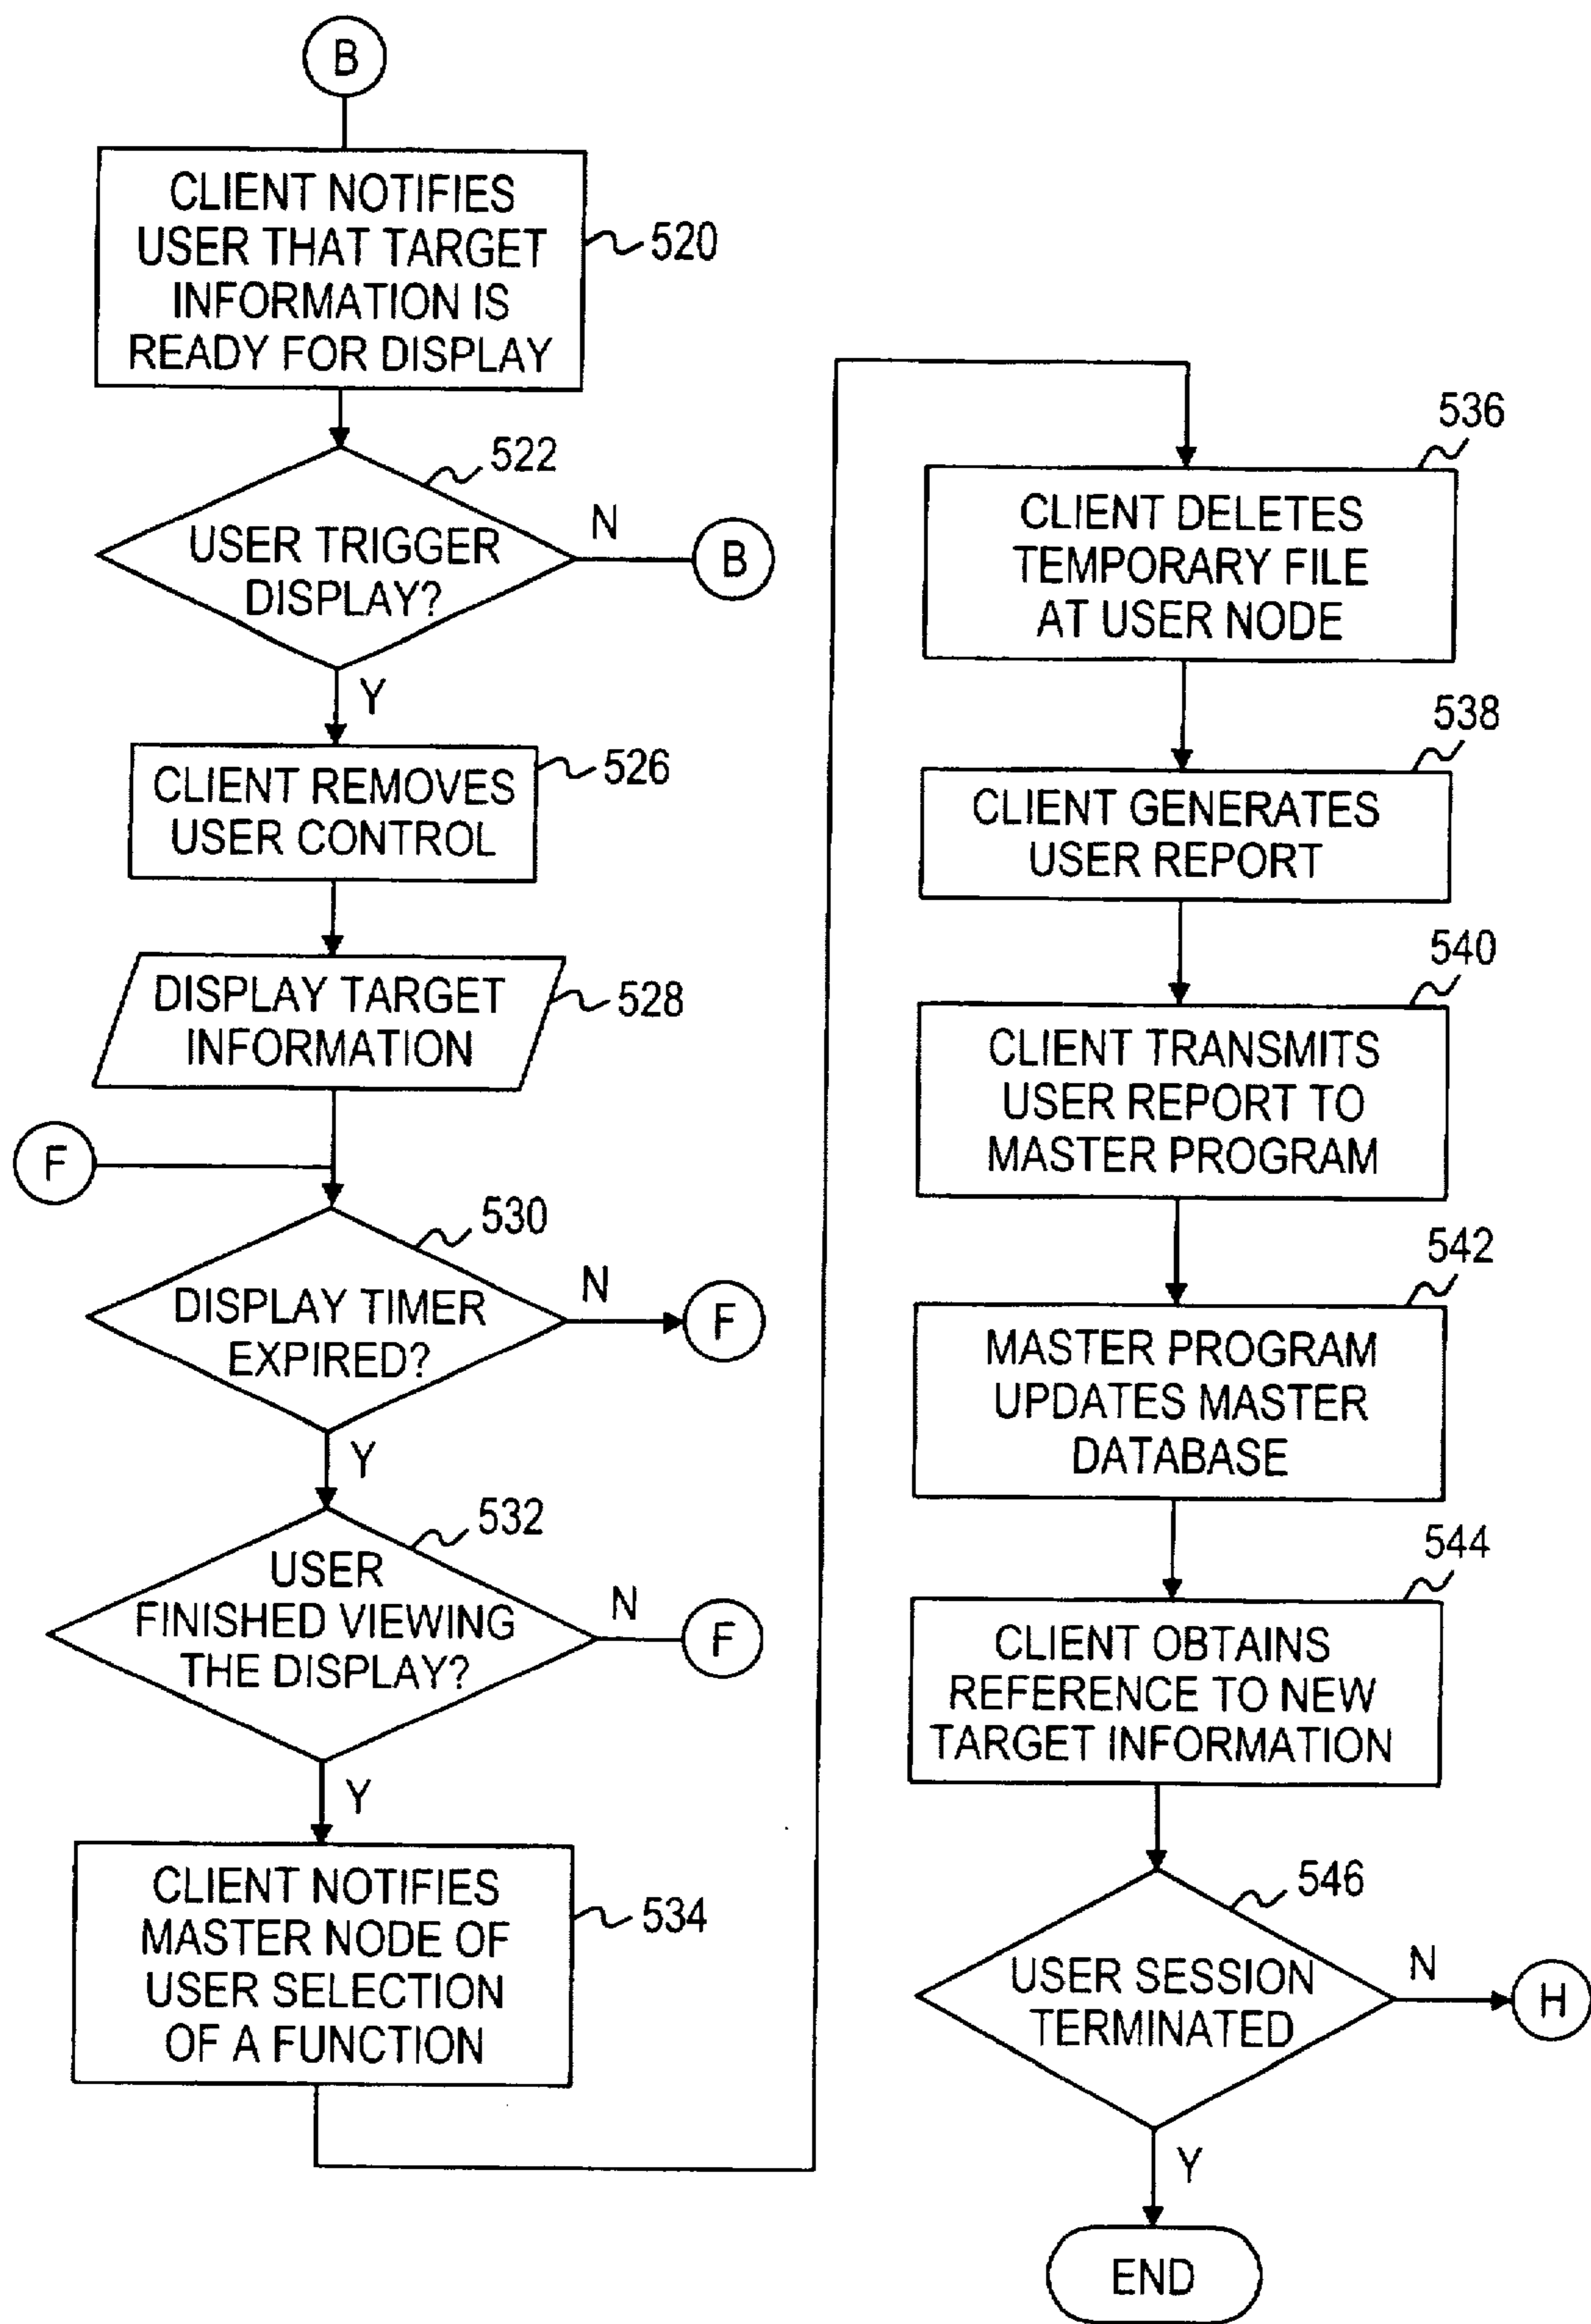 B
CLIENT NOTIFIES
USER THAT TARGET
INFORMATION IS
READY FOR DISPLAY
520
522
USER TRIGGER
DISPLAY?
N
B
Y
CLIENT REMOVES
USER CONTROL
526
DISPLAY TARGET
INFORMATION
528
F
530
DISPLAY TIMER
EXPIRED?
N
F
Y
532
USER
FINISHED VIEWING
THE DISPLAY?
N
F
Y
CLIENT NOTIFIES
MASTER NODE OF
USER SELECTION
OF A FUNCTION
534
536
CLIENT DELETES
TEMPORARY FILE
AT USER NODE
538
CLIENT GENERATES
USER REPORT
540
CLIENT TRANSMITS
USER REPORT TO
MASTER PROGRAM
542
MASTER PROGRAM
UPDATES MASTER
DATABASE
544
CLIENT OBTAINS
REFERENCE TO NEW
TARGET INFORMATION
546
USER SESSION
TERMINATED
N
H
Y
END